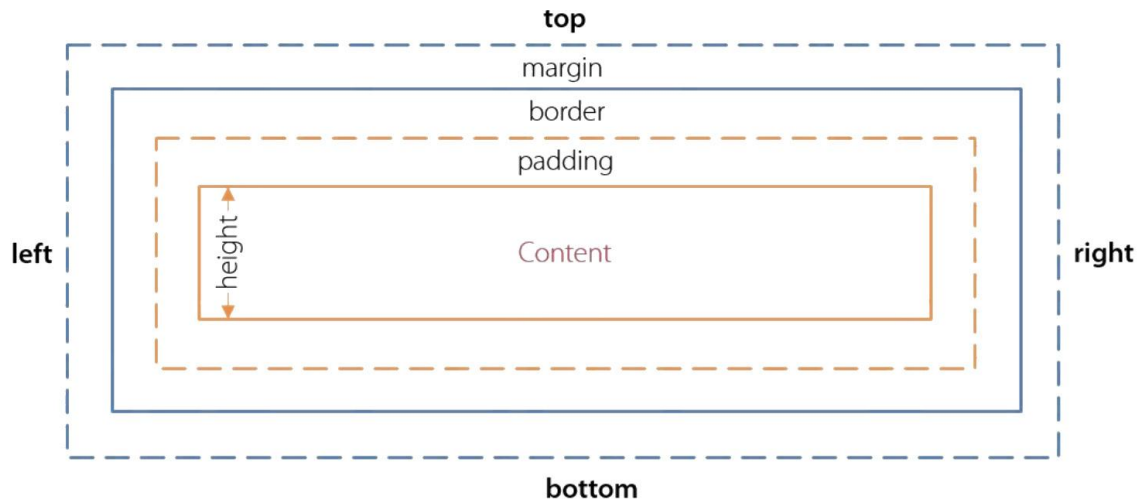 top
margin
border
padding
height
left
Content
right
bottom